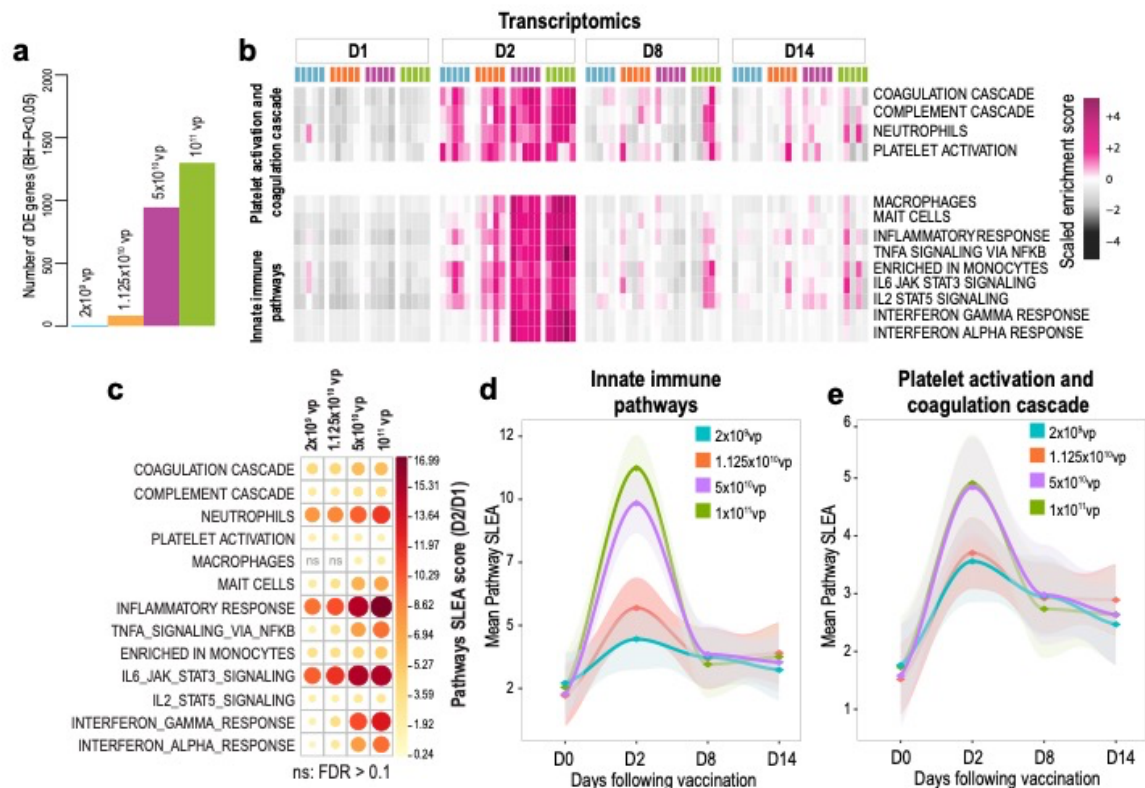 Transcriptomics
a
Number of DE genes (BH-P<0.05)
0
500
1000
1500
2000
2x10⁹ vp
1.125x10¹⁰ vp
5x10¹⁰vp
10¹¹ vp
b
D1
D2
D8
D14
Platelet activation and
coagulation cascade
COAGULATION CASCADE
COMPLEMENT CASCADE
NEUTROPHILS
PLATELET ACTIVATION
Innate immune
pathways
MACROPHAGES
MAIT CELLS
INFLAMMATORYRESPONSE
TNFA SIGNALING VIA NFKB
ENRICHED IN MONOCYTES
IL6 JAK STAT3 SIGNALING
IL2 STAT5 SIGNALING
INTERFERON GAMMA RESPONSE
INTERFERON ALPHA RESPONSE
Scaled enrichment score
+4
+2
0
−2
−4
c
2x10⁹ vp
1.125x10¹⁰ vp
5x10¹⁰ vp
10¹¹ vp
COAGULATION CASCADE
COMPLEMENT CASCADE
NEUTROPHILS
PLATELET ACTIVATION
MACROPHAGES
ns ns
MAIT CELLS
INFLAMMATORY RESPONSE
TNFA_SIGNALING_VIA_NFKB
ENRICHED IN MONOCYTES
IL6_JAK_STAT3_SIGNALING
IL2_STAT5_SIGNALING
INTERFERON_GAMMA_RESPONSE
INTERFERON_ALPHA_RESPONSE
ns: FDR > 0.1
16.99
15.31
13.64
11.97
10.29
8.62
6.94
5.27
3.59
1.92
0.24
Pathways SLEA score (D2/D1)
d
Innate immune
pathways
2x10⁹vp
1.125x10¹⁰vp
5x10¹⁰vp
1x10¹¹vp
Mean Pathway SLEA
12
10
7
5
2
D0
D2
D8
D14
Days following vaccination
e
Platelet activation and
coagulation cascade
2x10⁹vp
1.125x10¹⁰vp
5x10¹⁰vp
1x10¹¹vp
Mean Pathway SLEA
6
5
4
3
2
1
D0
D2
D8
D14
Days following vaccination